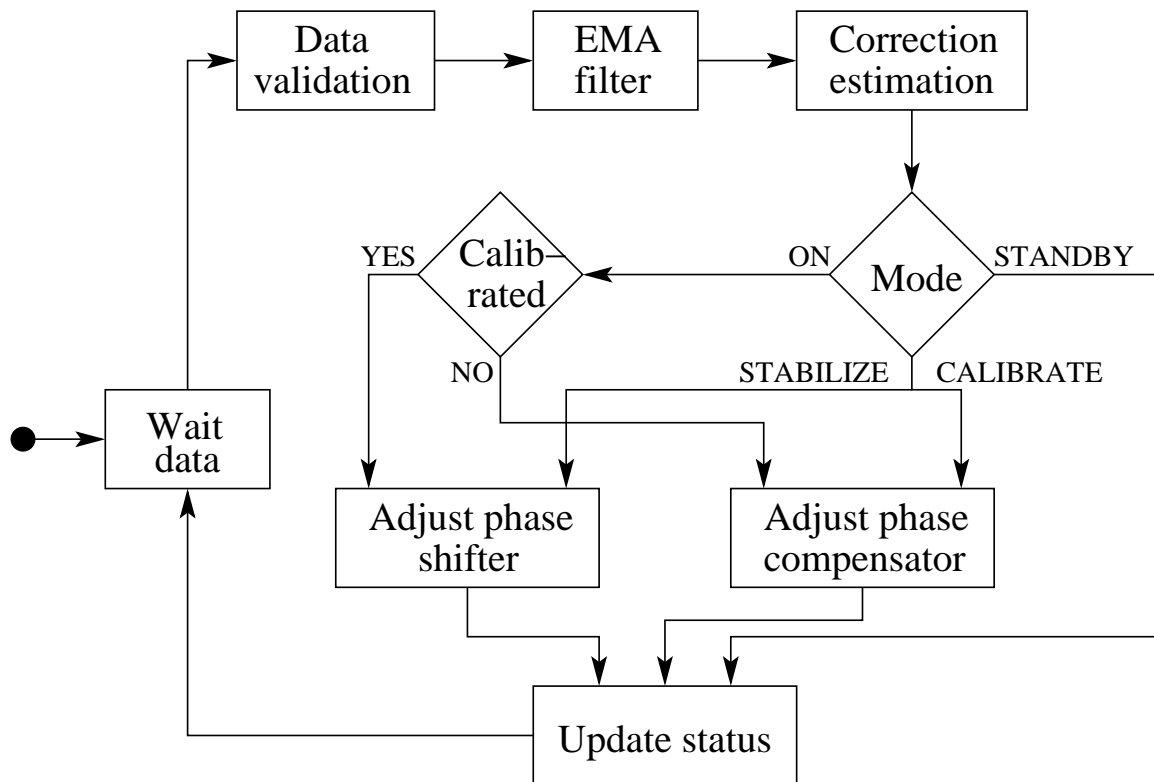 Data
validation
EMA
filter
Correction
estimation
YES
Calib-
rated
ON
Mode
STANDBY
NO
STABILIZE
CALIBRATE
Wait
data
Adjust phase
shifter
Adjust phase
compensator
Update status